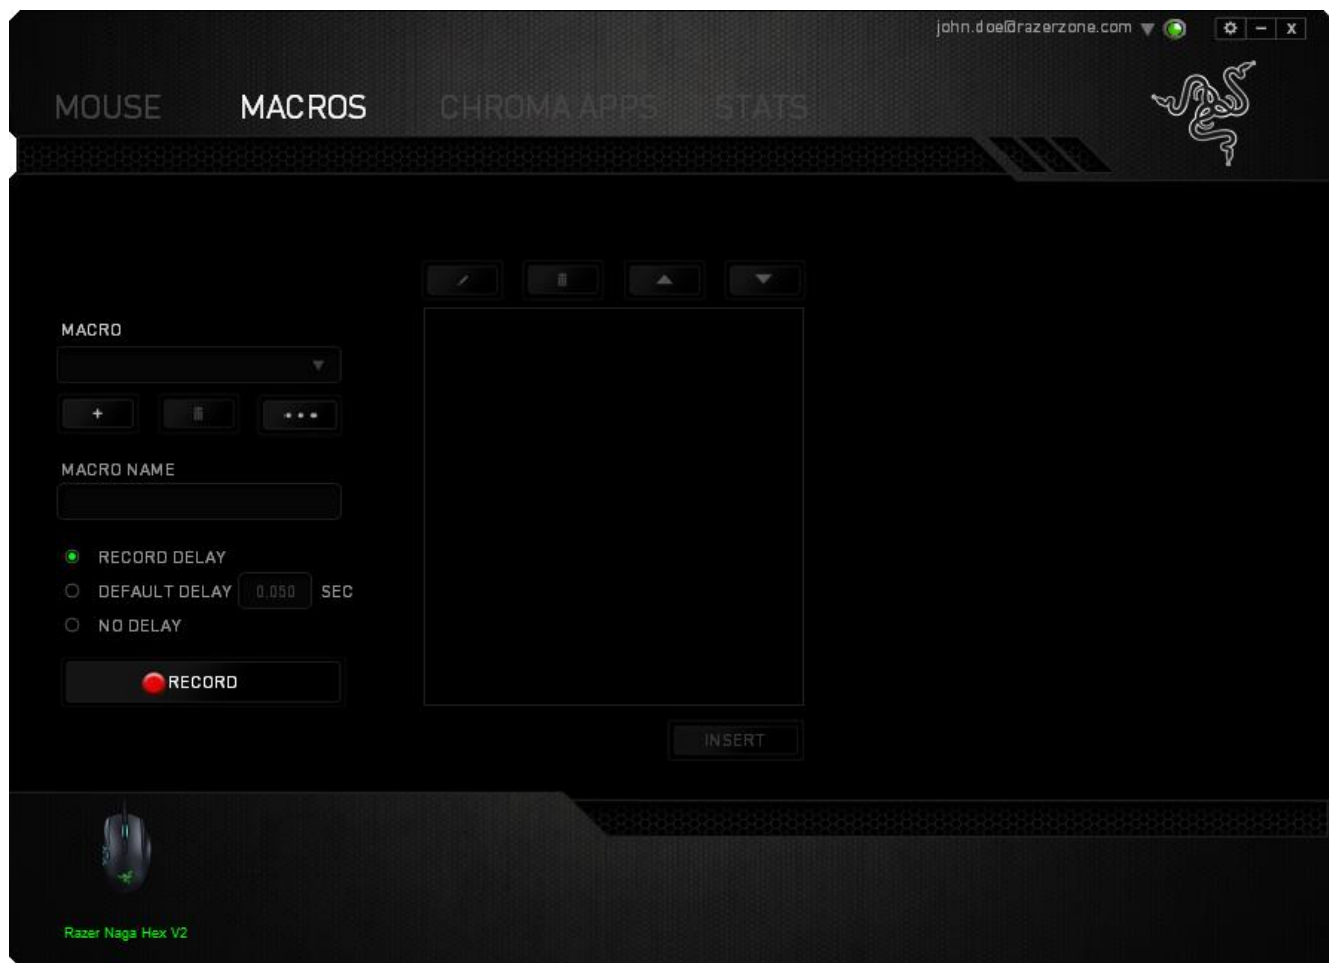 john.doe@razerzone.com
X
MOUSE MACROS CHROMA APPS STATS
MACRO
MACRO NAME
RECORD DELAY
DEFAULT DELAY 0.050 SEC
NO DELAY
RECORD
INSERT
Razer Naga Hex V2